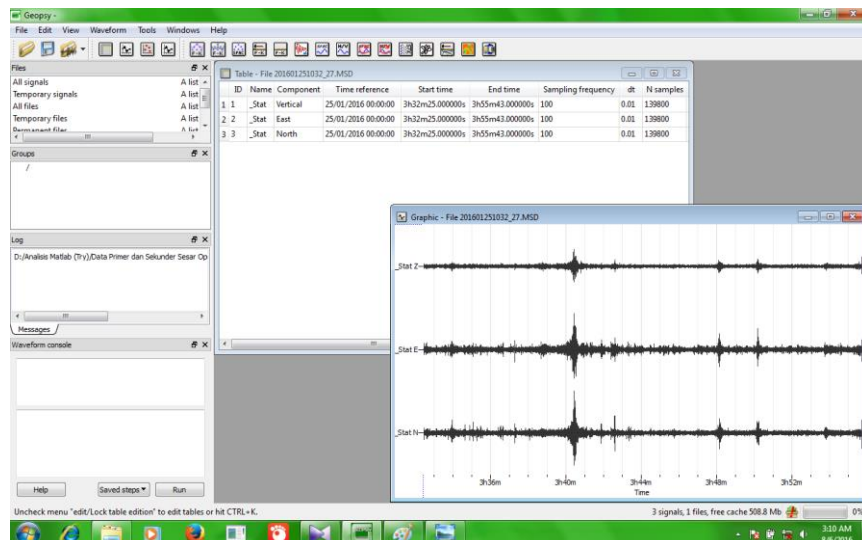 Geopsy -
File Edit View Waveform Tools Windows Help
Files
All signals A list
Temporary signals A list
All files A list
Temporary files A list
Permanent files A list
Groups
/
Log
D:/Analisis Matlab (Try)/Data Primer dan Sekunder Sesar Op
Messages
Waveform console
Help Saved steps Run
Table - File 201601251032_27.MSD
ID Name Component Time reference Start time End time Sampling frequency dt N samples
1 1 _Stat Vertical 25/01/2016 00:00:00 3h32m25.000000s 3h55m43.000000s 100 0.01 139800
2 2 _Stat East 25/01/2016 00:00:00 3h32m25.000000s 3h55m43.000000s 100 0.01 139800
3 3 _Stat North 25/01/2016 00:00:00 3h32m25.000000s 3h55m43.000000s 100 0.01 139800
Graphic - File 201601251032_27.MSD
_Stat Z
_Stat E
_Stat N
3h36m 3h40m 3h44m 3h48m 3h52m
Time
Uncheck menu "edit/Lock table edition" to edit tables or hit CTRL+K. 3 signals, 1 files, free cache 508.8 Mb 0%
3:10 AM